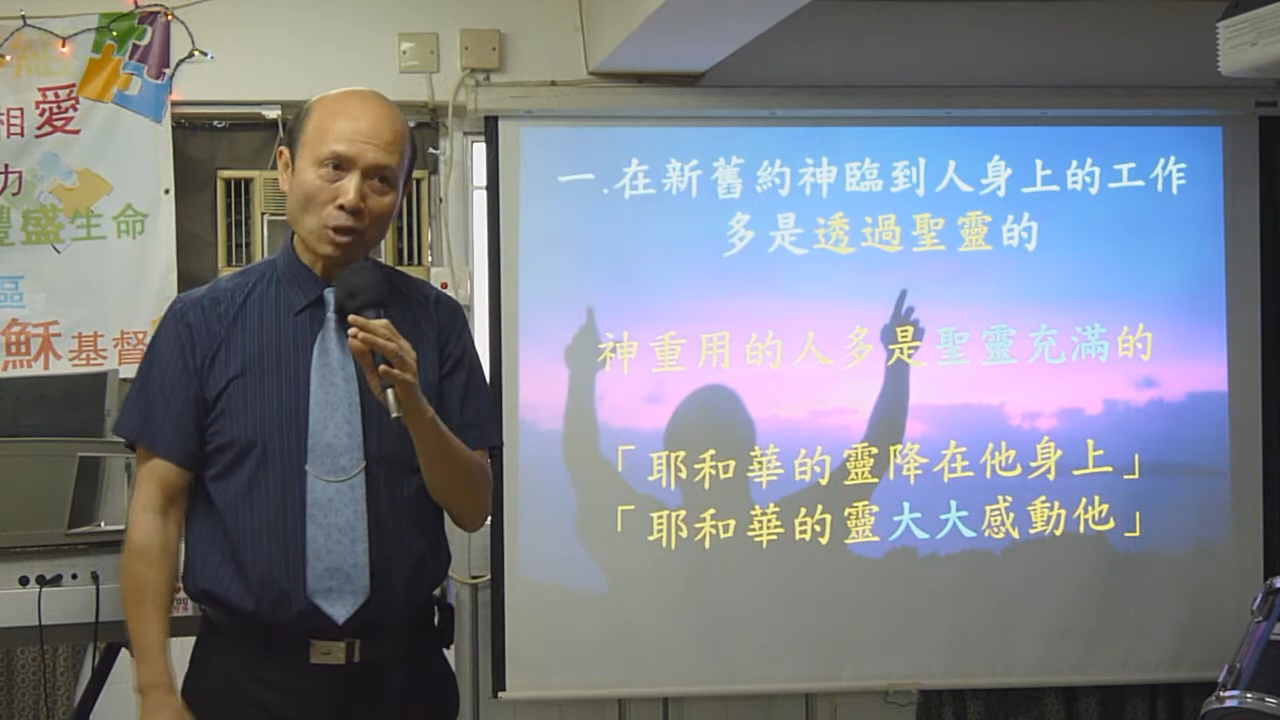 相愛
力
豐盛生命
區
穌基督
一.在新舊約神臨到人身上的工作
多是透過聖靈的
神重用的人多是聖靈充滿的
「耶和華的靈降在他身上」
「耶和華的靈大大感動他」